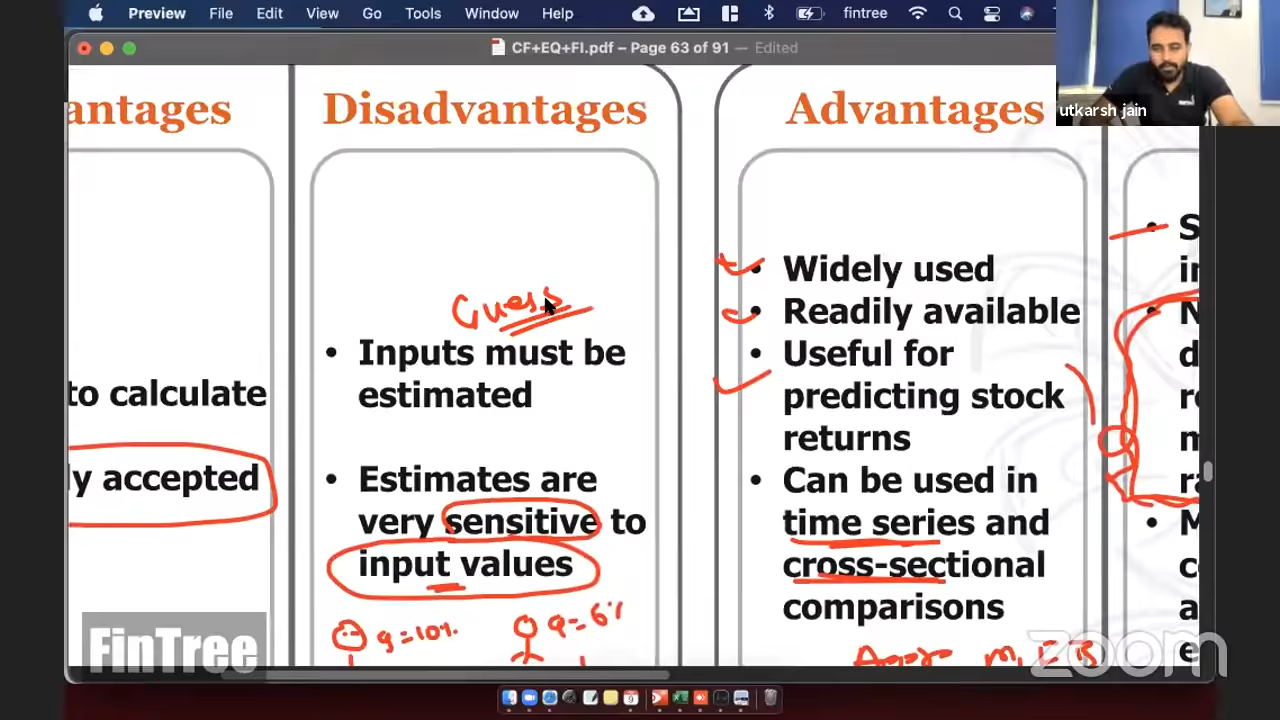 Preview File Edit View Go Tools Window Help fintree
CF+EQ+FI.pdf – Page 63 of 91 — Edited
utkarsh jain
antages
to calculate
ly accepted
Disadvantages
Guess
• Inputs must be
estimated
• Estimates are
very sensitive to
input values
g=10%
g=6%
Advantages
• Widely used
• Readily available
• Useful for
predicting stock
returns
• Can be used in
time series and
cross-sectional
comparisons
FinTree
zoom